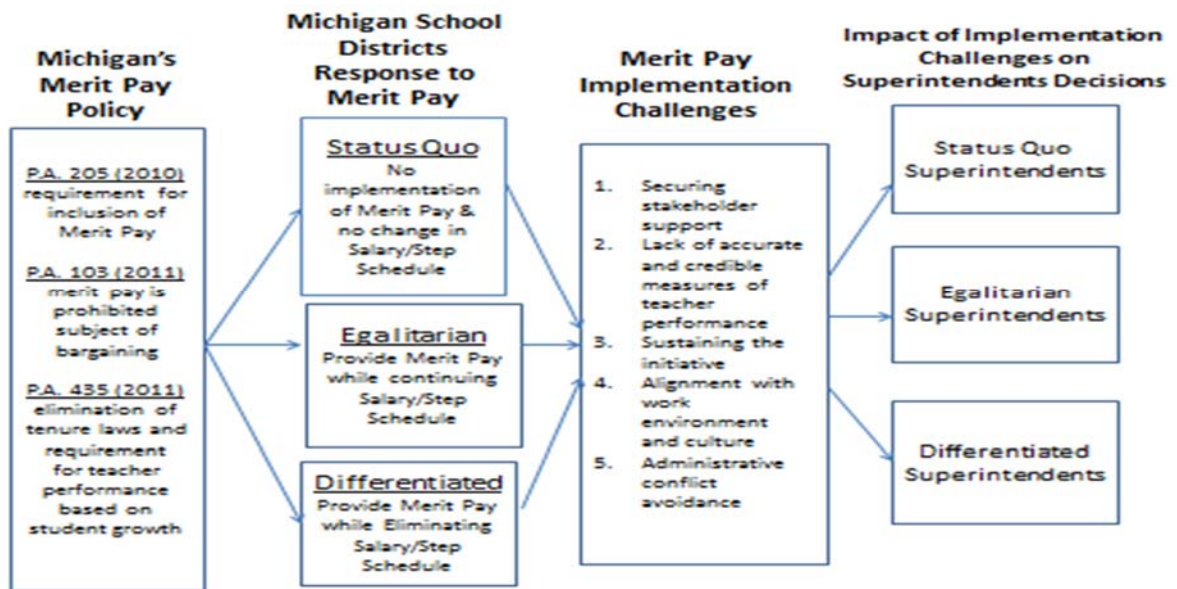 Michigan's
Merit Pay
Policy
P.A. 205 (2010)
requirement for
inclusion of
Merit Pay
P.A. 103 (2011)
merit pay is
prohibited
subject of
bargaining
P.A. 435 (2011)
elimination of
tenure laws and
requirement
for teacher
performance
based on
student growth
Michigan School
Districts
Response to
Merit Pay
Status Quo
No
implementation
of Merit Pay &
no change in
Salary/Step
Schedule
Egalitarian
Provide Merit Pay
while continuing
Salary/Step
Schedule
Differentiated
Provide Merit Pay
while Eliminating
Salary/Step
Schedule
Merit Pay
Implementation
Challenges
1. Securing
stakeholder
support
2. Lack of accurate
and credible
measures of
teacher
performance
3. Sustaining the
initiative
4. Alignment with
work
environment
and culture
5. Administrative
conflict
avoidance
Impact of Implementation
Challenges on
Superintendents Decisions
Status Quo
Superintendents
Egalitarian
Superintendents
Differentiated
Superintendents